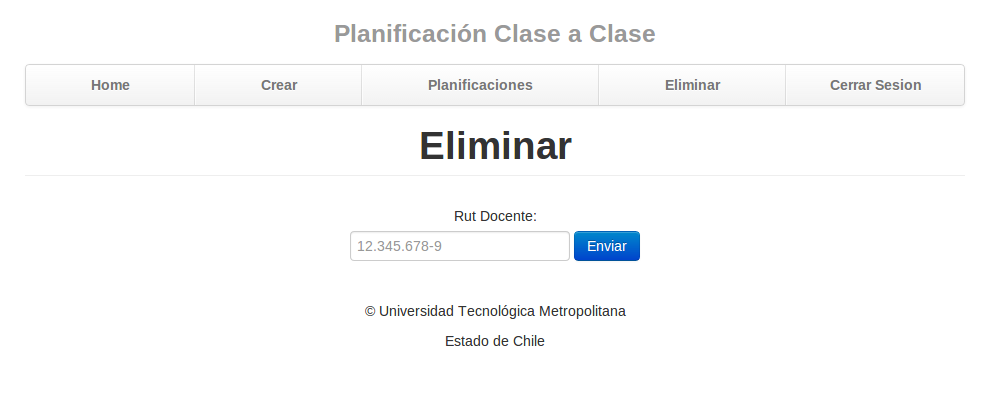 Planificación Clase a Clase
Home Crear Planificaciones Eliminar Cerrar Sesion
Eliminar
Rut Docente:
12.345.678-9 Enviar
© Universidad Tecnológica Metropolitana
Estado de Chile